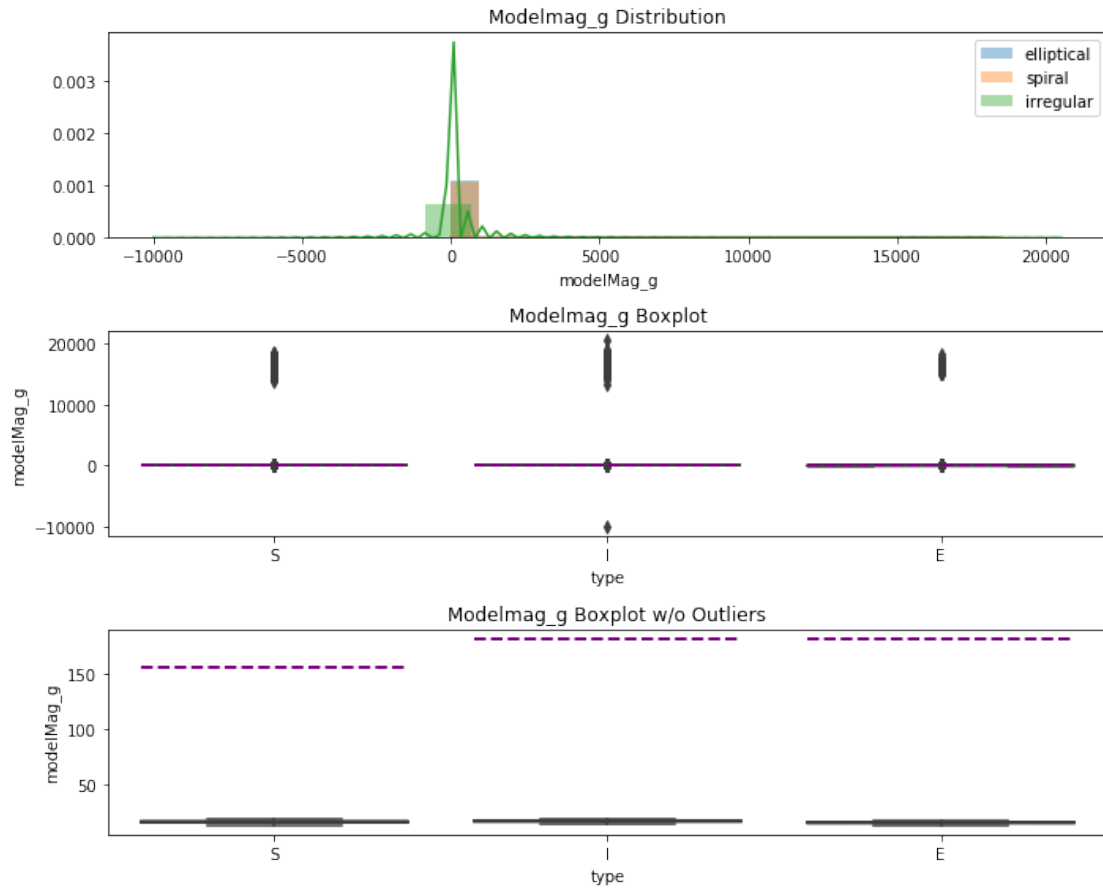 Modelmag_g Distribution
elliptical
spiral
irregular
0.003
0.002
0.001
0.000
−10000 −5000 0 5000 10000 15000 20000
modelMag_g
Modelmag_g Boxplot
modelMag_g
20000
10000
0
−10000
S I E
type
Modelmag_g Boxplot w/o Outliers
modelMag_g
150
100
50
S I E
type